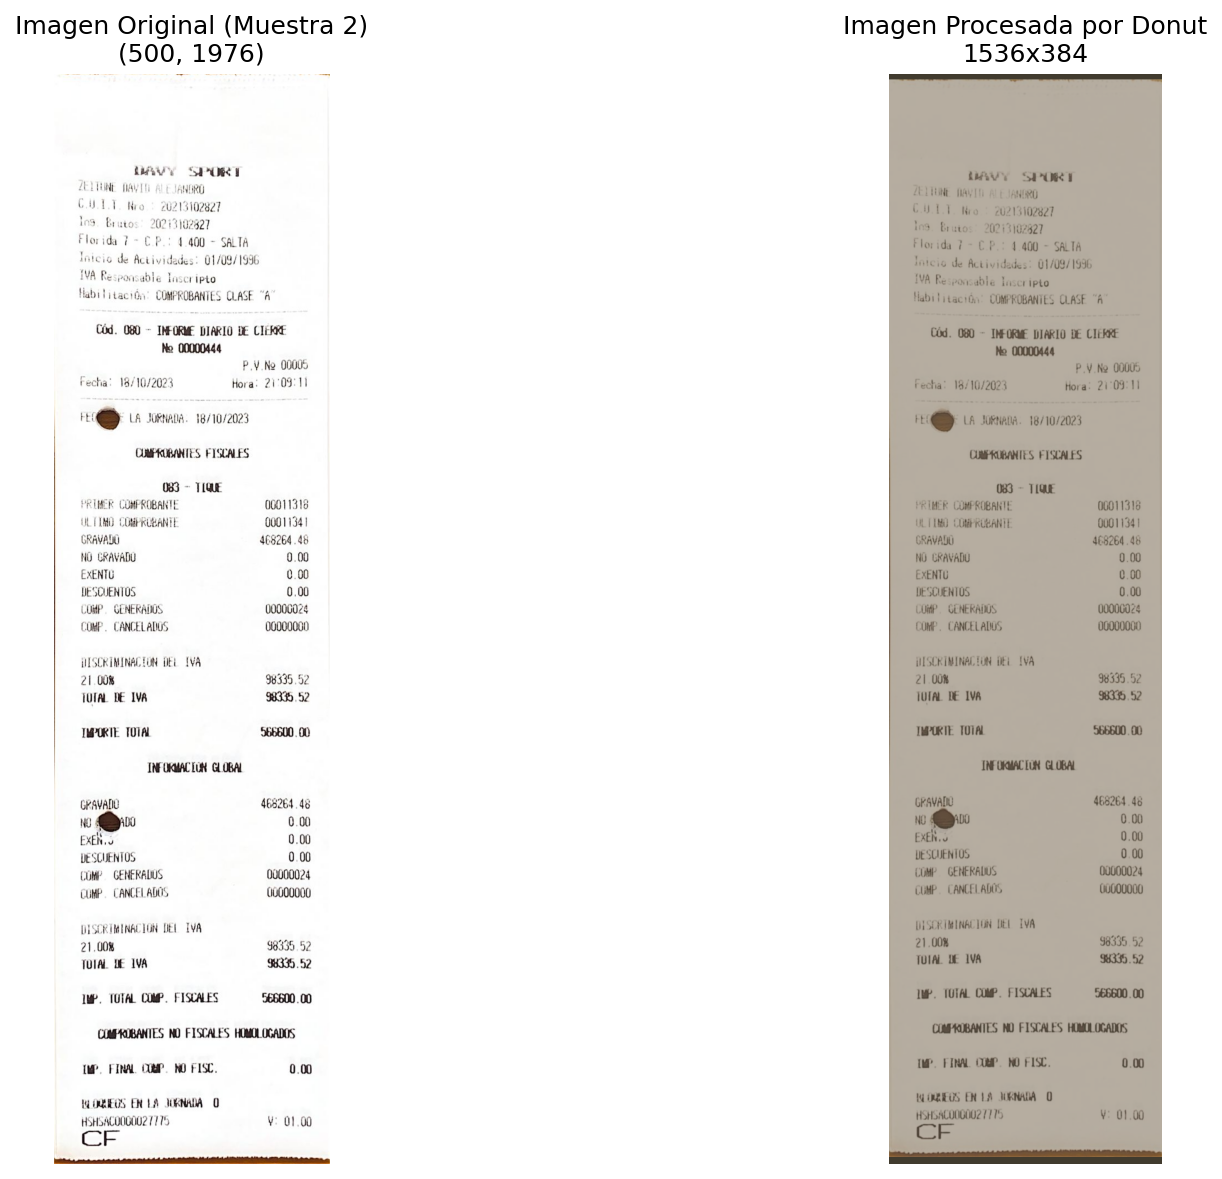 Imagen Original (Muestra 2)
(500, 1976)
DAVY SPORT
ZEITUNE DAVID ALEJANDRO
C.U.I.T. Nro.: 20213102827
Ing. Brutos: 20213102827
Florida 7 - C.P.: 4.400 - SALTA
Inicio de Actividades: 01/09/1996
IVA Responsable Inscripto
Habilitación: COMPROBANTES CLASE "A"
Cód. 080 - INFORME DIARIO DE CIERRE
Nº 00000444
P.V.Nº 00005
Fecha: 18/10/2023 Hora: 21:09:11
LA JORNADA: 18/10/2023
COMPROBANTES FISCALES
083 - TIQUE
PRIMER COMPROBANTE 00011318
ULTIMO COMPROBANTE 00011341
GRAVADO 468264.48
NO GRAVADO 0.00
EXENTO 0.00
DESCUENTOS 0.00
COMP. GENERADOS 00000024
COMP. CANCELADOS 00000000
DISCRIMINACION DEL IVA
21.00% 98335.52
TOTAL DE IVA 98335.52
IMPORTE TOTAL 566600.00
INFORMACION GLOBAL
GRAVADO 468264.48
NO 0.00
EXENTO 0.00
DESCUENTOS 0.00
COMP. GENERADOS 00000024
COMP. CANCELADOS 00000000
DISCRIMINACION DEL IVA
21.00% 98335.52
TOTAL DE IVA 98335.52
IMP. TOTAL COMP. FISCALES 566600.00
COMPROBANTES NO FISCALES HOMOLOGADOS
IMP. FINAL COMP. NO FISC. 0.00
BLOQUEOS EN LA JORNADA 0
HSHSAC0000027775 V: 01.00
CF
Imagen Procesada por Donut
1536x384
DAVY SPORT
ZEITUNE DAVID ALEJANDRO
C.U.I.T. Nro.: 20213102827
Ing. Brutos: 20213102827
Florida 7 - C.P.: 4.400 - SALTA
Inicio de Actividades: 01/09/1996
IVA Responsable Inscripto
Habilitación: COMPROBANTES CLASE "A"
Cód. 080 - INFORME DIARIO DE CIERRE
Nº 00000444
P.V.Nº 00005
Fecha: 18/10/2023 Hora: 21:09:11
LA JORNADA: 18/10/2023
COMPROBANTES FISCALES
083 - TIQUE
PRIMER COMPROBANTE 00011318
ULTIMO COMPROBANTE 00011341
GRAVADO 468264.48
NO GRAVADO 0.00
EXENTO 0.00
DESCUENTOS 0.00
COMP. GENERADOS 00000024
COMP. CANCELADOS 00000000
DISCRIMINACION DEL IVA
21.00% 98335.52
TOTAL DE IVA 98335.52
IMPORTE TOTAL 566600.00
INFORMACION GLOBAL
GRAVADO 468264.48
NO 0.00
EXENTO 0.00
DESCUENTOS 0.00
COMP. GENERADOS 00000024
COMP. CANCELADOS 00000000
DISCRIMINACION DEL IVA
21.00% 98335.52
TOTAL DE IVA 98335.52
IMP. TOTAL COMP. FISCALES 566600.00
COMPROBANTES NO FISCALES HOMOLOGADOS
IMP. FINAL COMP. NO FISC. 0.00
BLOQUEOS EN LA JORNADA 0
HSHSAC0000027775 V: 01.00
CF